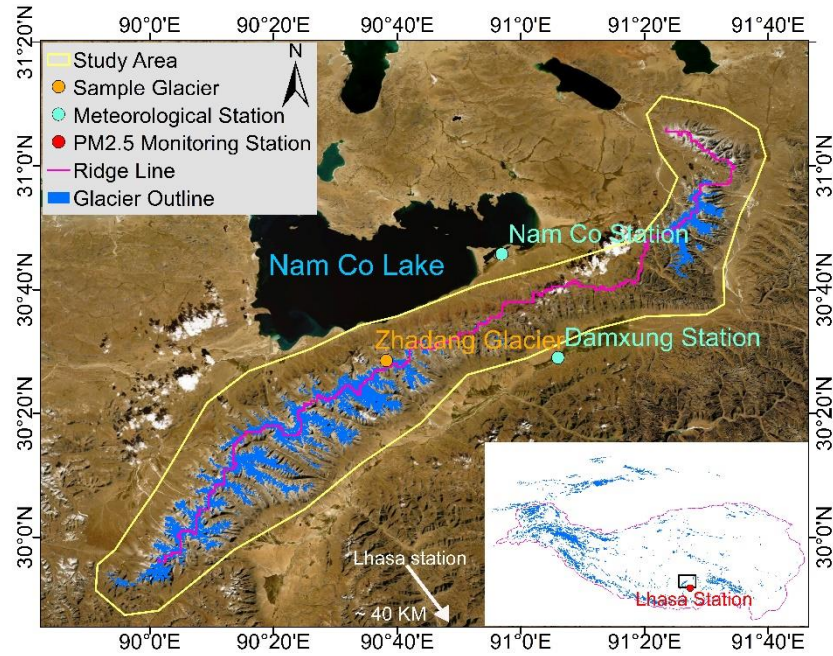 90°0'E
90°20'E
90°40'E
91°0'E
91°20'E
91°40'E
31°20'N
31°0'N
30°40'N
30°20'N
30°0'N
Study Area
Sample Glacier
Meteorological Station
PM2.5 Monitoring Station
Ridge Line
Glacier Outline
N
Nam Co Station
Nam Co Lake
Zhadang Glacier
Damxung Station
Lhasa station
~ 40 KM
Lhasa Station
31°20'N
31°0'N
30°40'N
30°20'N
30°0'N
90°0'E
90°20'E
90°40'E
91°0'E
91°20'E
91°40'E